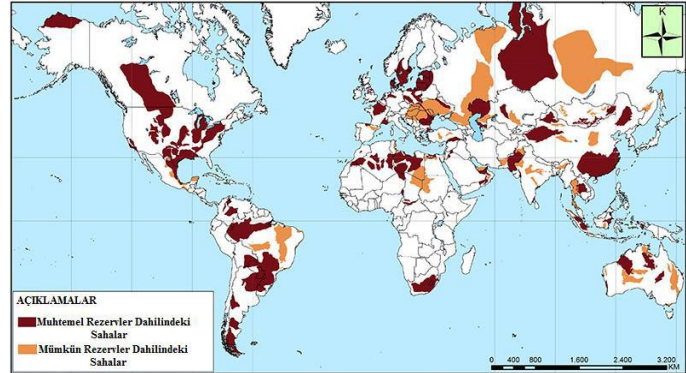 K
AÇIKLAMALAR
Muhtemel Rezervler Dahilindeki
Sahalar
Mümkün Rezervler Dahilindeki
Sahalar
0 400 800 1.600 2.400 3.200
KM